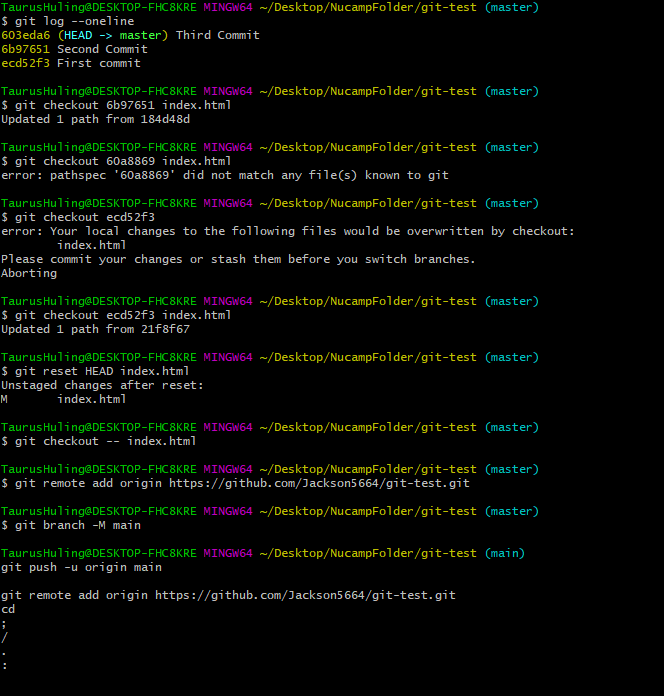 TaurusHuling@DESKTOP-FHC8KRE MINGW64 ~/Desktop/NucampFolder/git-test (master)
$ git log --oneline
603eda6 (HEAD -> master) Third Commit
6b97651 Second Commit
ecd52f3 First commit
TaurusHuling@DESKTOP-FHC8KRE MINGW64 ~/Desktop/NucampFolder/git-test (master)
$ git checkout 6b97651 index.html
Updated 1 path from 184d48d
TaurusHuling@DESKTOP-FHC8KRE MINGW64 ~/Desktop/NucampFolder/git-test (master)
$ git checkout 60a8869 index.html
error: pathspec '60a8869' did not match any file(s) known to git
TaurusHuling@DESKTOP-FHC8KRE MINGW64 ~/Desktop/NucampFolder/git-test (master)
$ git checkout ecd52f3
error: Your local changes to the following files would be overwritten by checkout:
index.html
Please commit your changes or stash them before you switch branches.
Aborting
TaurusHuling@DESKTOP-FHC8KRE MINGW64 ~/Desktop/NucampFolder/git-test (master)
$ git checkout ecd52f3 index.html
Updated 1 path from 21f8f67
TaurusHuling@DESKTOP-FHC8KRE MINGW64 ~/Desktop/NucampFolder/git-test (master)
$ git reset HEAD index.html
Unstaged changes after reset:
M index.html
TaurusHuling@DESKTOP-FHC8KRE MINGW64 ~/Desktop/NucampFolder/git-test (master)
$ git checkout -- index.html
TaurusHuling@DESKTOP-FHC8KRE MINGW64 ~/Desktop/NucampFolder/git-test (master)
$ git remote add origin https://github.com/Jackson5664/git-test.git
TaurusHuling@DESKTOP-FHC8KRE MINGW64 ~/Desktop/NucampFolder/git-test (master)
$ git branch -M main
TaurusHuling@DESKTOP-FHC8KRE MINGW64 ~/Desktop/NucampFolder/git-test (main)
git push -u origin main
git remote add origin https://github.com/Jackson5664/git-test.git
cd
;
/
.
: